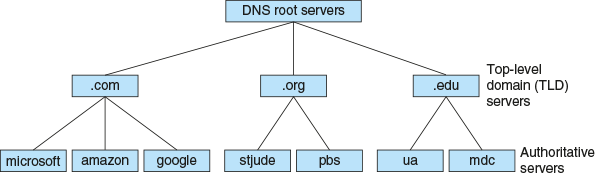 DNS root servers
.com
.org
.edu
Top-level
domain (TLD)
servers
microsoft
amazon
google
stjude
pbs
ua
mdc
Authoritative
servers